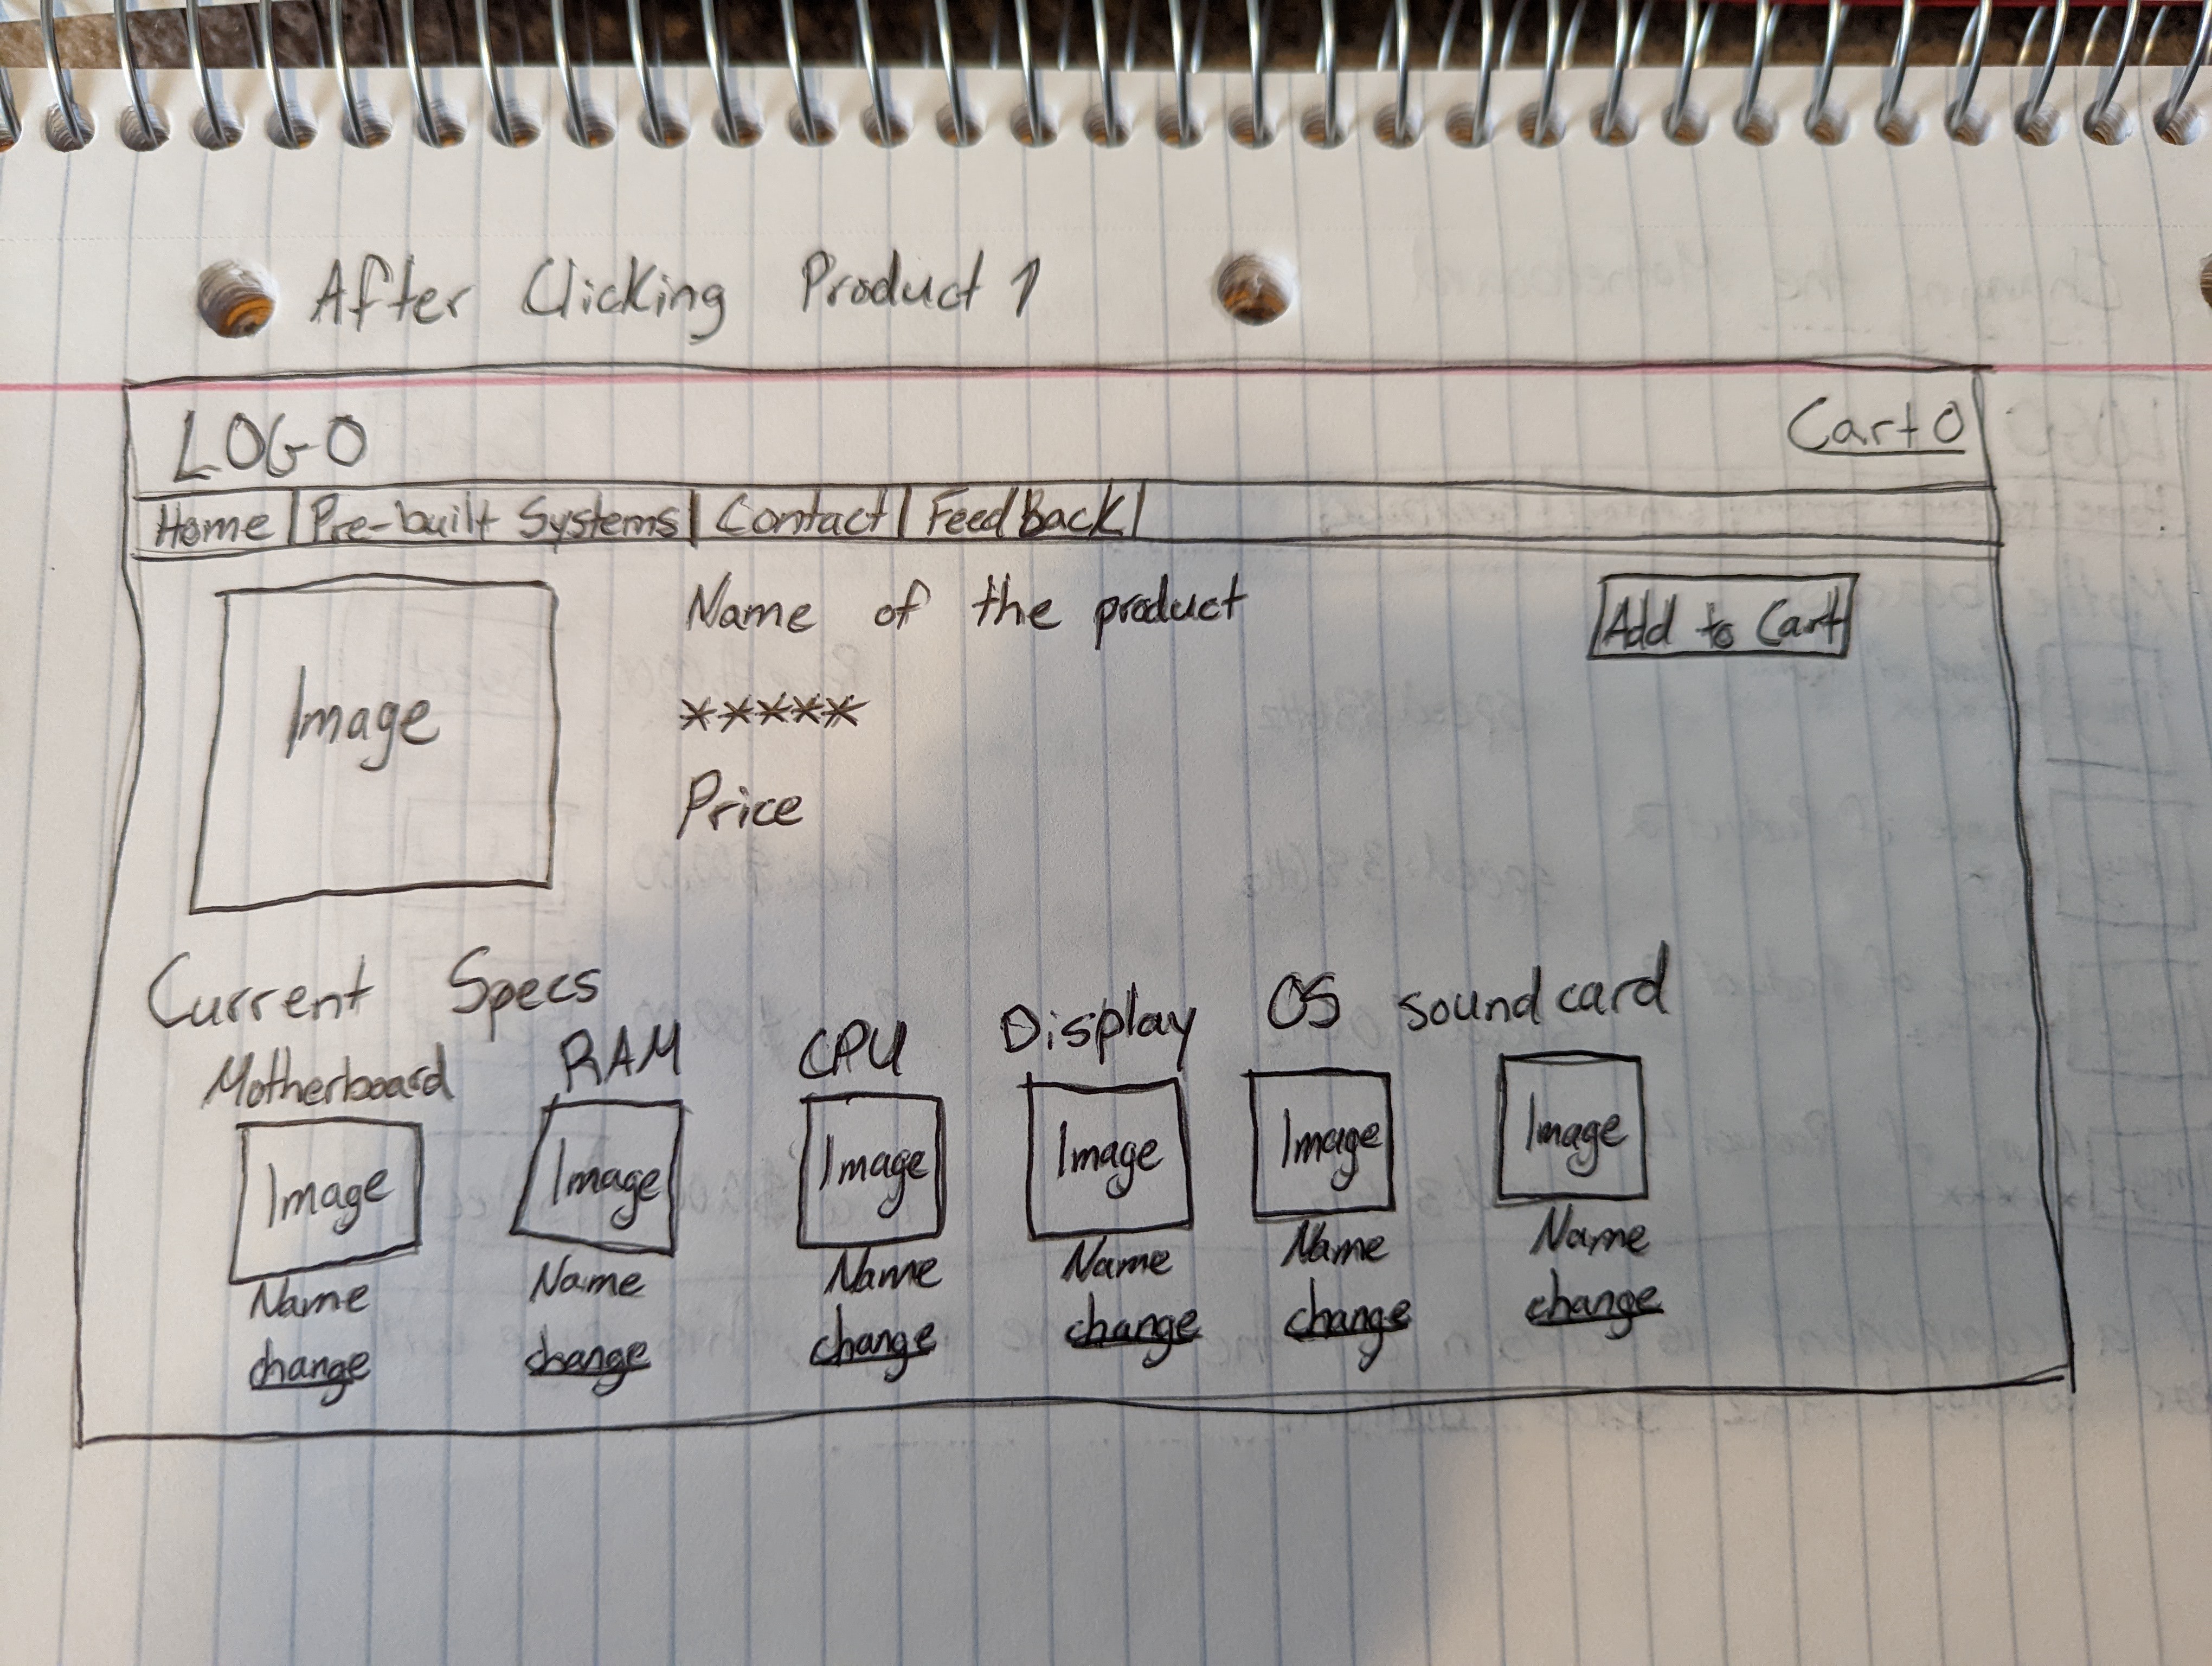 After Clicking Product 1
LOGO Cart 0
Home | Pre-built Systems | Contact | FeedBack |
Name of the product Add to Cart
Image
*****
Price
Current Specs
Motherboard RAM CPU Display OS sound card
Image Image Image Image Image Image
Name Name Name Name Name Name
change change change change change change